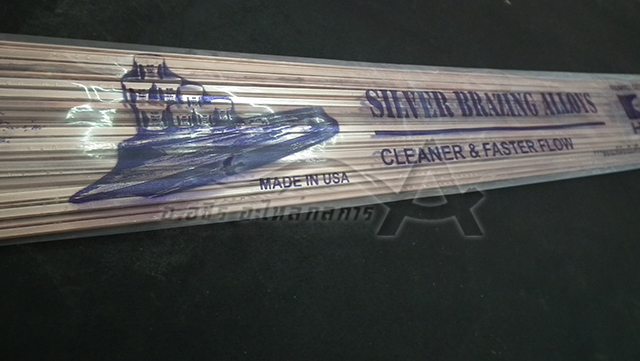 SILVER BRAZING ALLOYS
CLEANER & FASTER FLOW
MADE IN USA